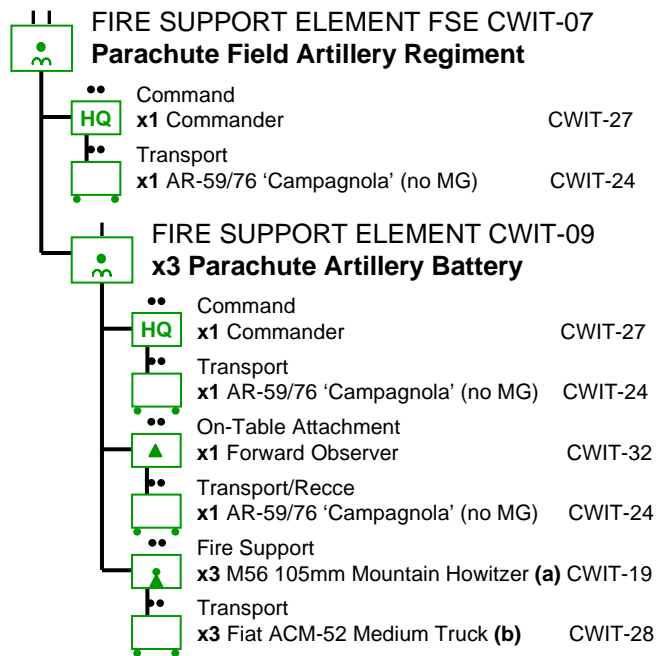 FIRE SUPPORT ELEMENT FSE CWIT-07
Parachute Field Artillery Regiment
Command
HQ x1 Commander CWIT-27
Transport
x1 AR-59/76 ‘Campagnola’ (no MG) CWIT-24
FIRE SUPPORT ELEMENT CWIT-09
x3 Parachute Artillery Battery
Command
HQ x1 Commander CWIT-27
Transport
x1 AR-59/76 ‘Campagnola’ (no MG) CWIT-24
On-Table Attachment
x1 Forward Observer CWIT-32
Transport/Recce
x1 AR-59/76 ‘Campagnola’ (no MG) CWIT-24
Fire Support
x3 M56 105mm Mountain Howitzer (a) CWIT-19
Transport
x3 Fiat ACM-52 Medium Truck (b) CWIT-28